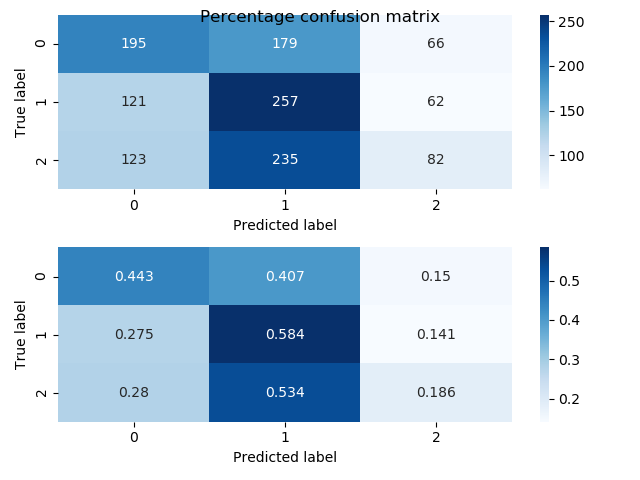 Percentage confusion matrix
True label
0 195 179 66
1 121 257 62
2 123 235 82
0 1 2
Predicted label
250
200
150
100
True label
0 0.443 0.407 0.15
1 0.275 0.584 0.141
2 0.28 0.534 0.186
0 1 2
Predicted label
0.5
0.4
0.3
0.2